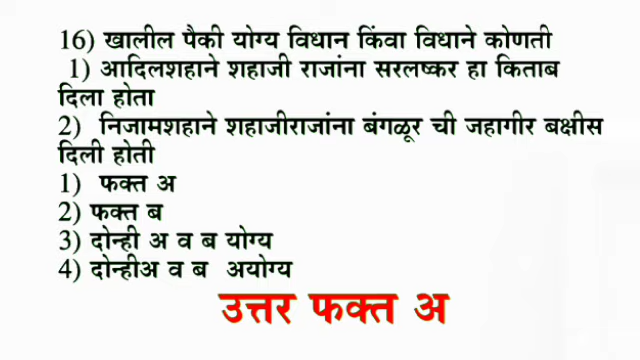 16) खालील पैकी योग्य विधान किंवा विधाने कोणती
1) आदिलशहाने शहाजी राजांना सरलष्कर हा किताब
दिला होता
2) निजामशहाने शहाजीराजांना बंगळूर ची जहागीर बक्षीस
दिली होती
1) फक्त अ
2) फक्त ब
3) दोन्ही अ व ब योग्य
4) दोन्हीअ व ब अयोग्य
उत्तर फक्त अ